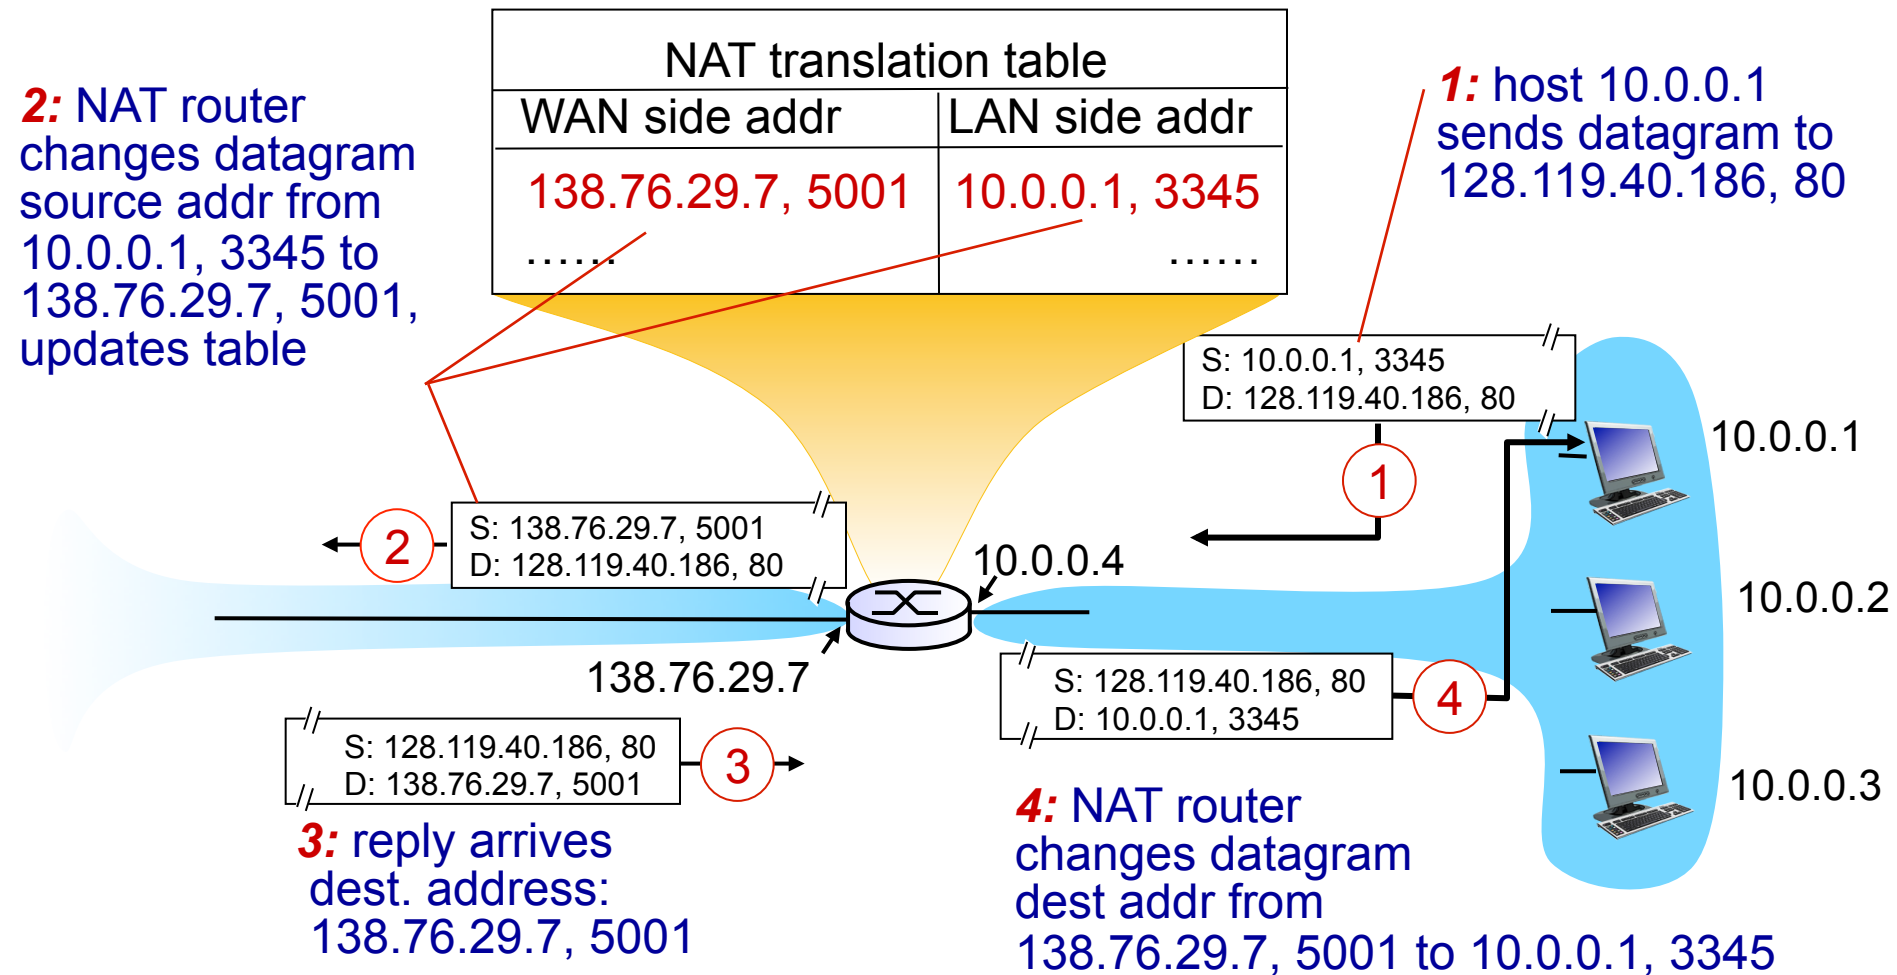 NAT translation table
WAN side addr LAN side addr
138.76.29.7, 5001 10.0.0.1, 3345
...... ......
2: NAT router
changes datagram
source addr from
10.0.0.1, 3345 to
138.76.29.7, 5001,
updates table
1: host 10.0.0.1
sends datagram to
128.119.40.186, 80
S: 10.0.0.1, 3345
D: 128.119.40.186, 80
1
10.0.0.1
S: 138.76.29.7, 5001
D: 128.119.40.186, 80
2
10.0.0.4
10.0.0.2
138.76.29.7
S: 128.119.40.186, 80
D: 10.0.0.1, 3345
4
S: 128.119.40.186, 80
D: 138.76.29.7, 5001
3
10.0.0.3
3: reply arrives
dest. address:
138.76.29.7, 5001
4: NAT router
changes datagram
dest addr from
138.76.29.7, 5001 to 10.0.0.1, 3345